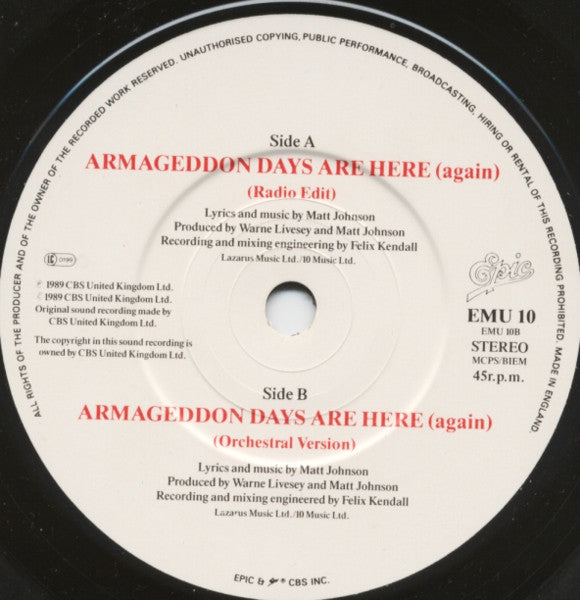 ALL RIGHTS OF THE PRODUCER AND OF THE OWNER OF THE RECORDED WORK RESERVED. UNAUTHORISED COPYING, PUBLIC PERFORMANCE, BROADCASTING, HIRING OR RENTAL OF THIS RECORDING PROHIBITED. MADE IN ENGLAND.
Side A
ARMAGEDDON DAYS ARE HERE (again)
(Radio Edit)
Lyrics and music by Matt Johnson
Produced by Warne Livesey and Matt Johnson
Recording and mixing engineering by Felix Kendall
Lazarus Music Ltd./10 Music Ltd.
LC 0199
℗ 1989 CBS United Kingdom Ltd.
© 1989 CBS United Kingdom Ltd.
Original sound recording made by
CBS United Kingdom Ltd.
The copyright in this sound recording is
owned by CBS United Kingdom Ltd.
Epic
EMU 10
EMU 10B
STEREO
MCPS/BIEM
45r.p.m.
Side B
ARMAGEDDON DAYS ARE HERE (again)
(Orchestral Version)
Lyrics and music by Matt Johnson
Produced by Warne Livesey and Matt Johnson
Recording and mixing engineered by Felix Kendall
Lazarus Music Ltd./10 Music Ltd.
EPIC & ® CBS INC.